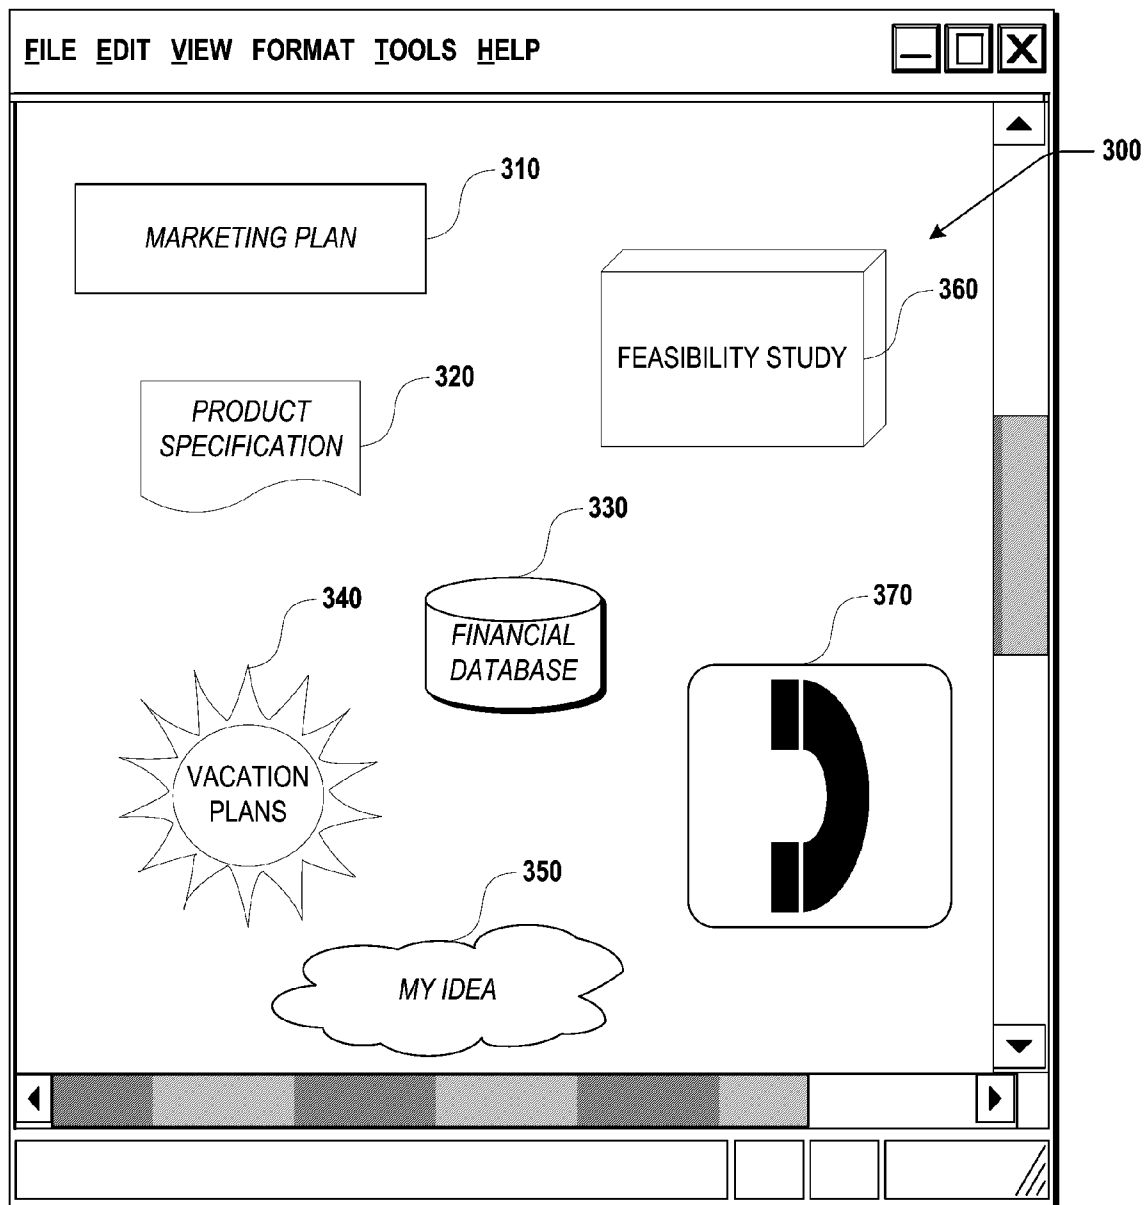 FILE EDIT VIEW FORMAT TOOLS HELP
300
310
MARKETING PLAN
360
FEASIBILITY STUDY
320
PRODUCT
SPECIFICATION
330
FINANCIAL
DATABASE
340
VACATION
PLANS
370
350
MY IDEA